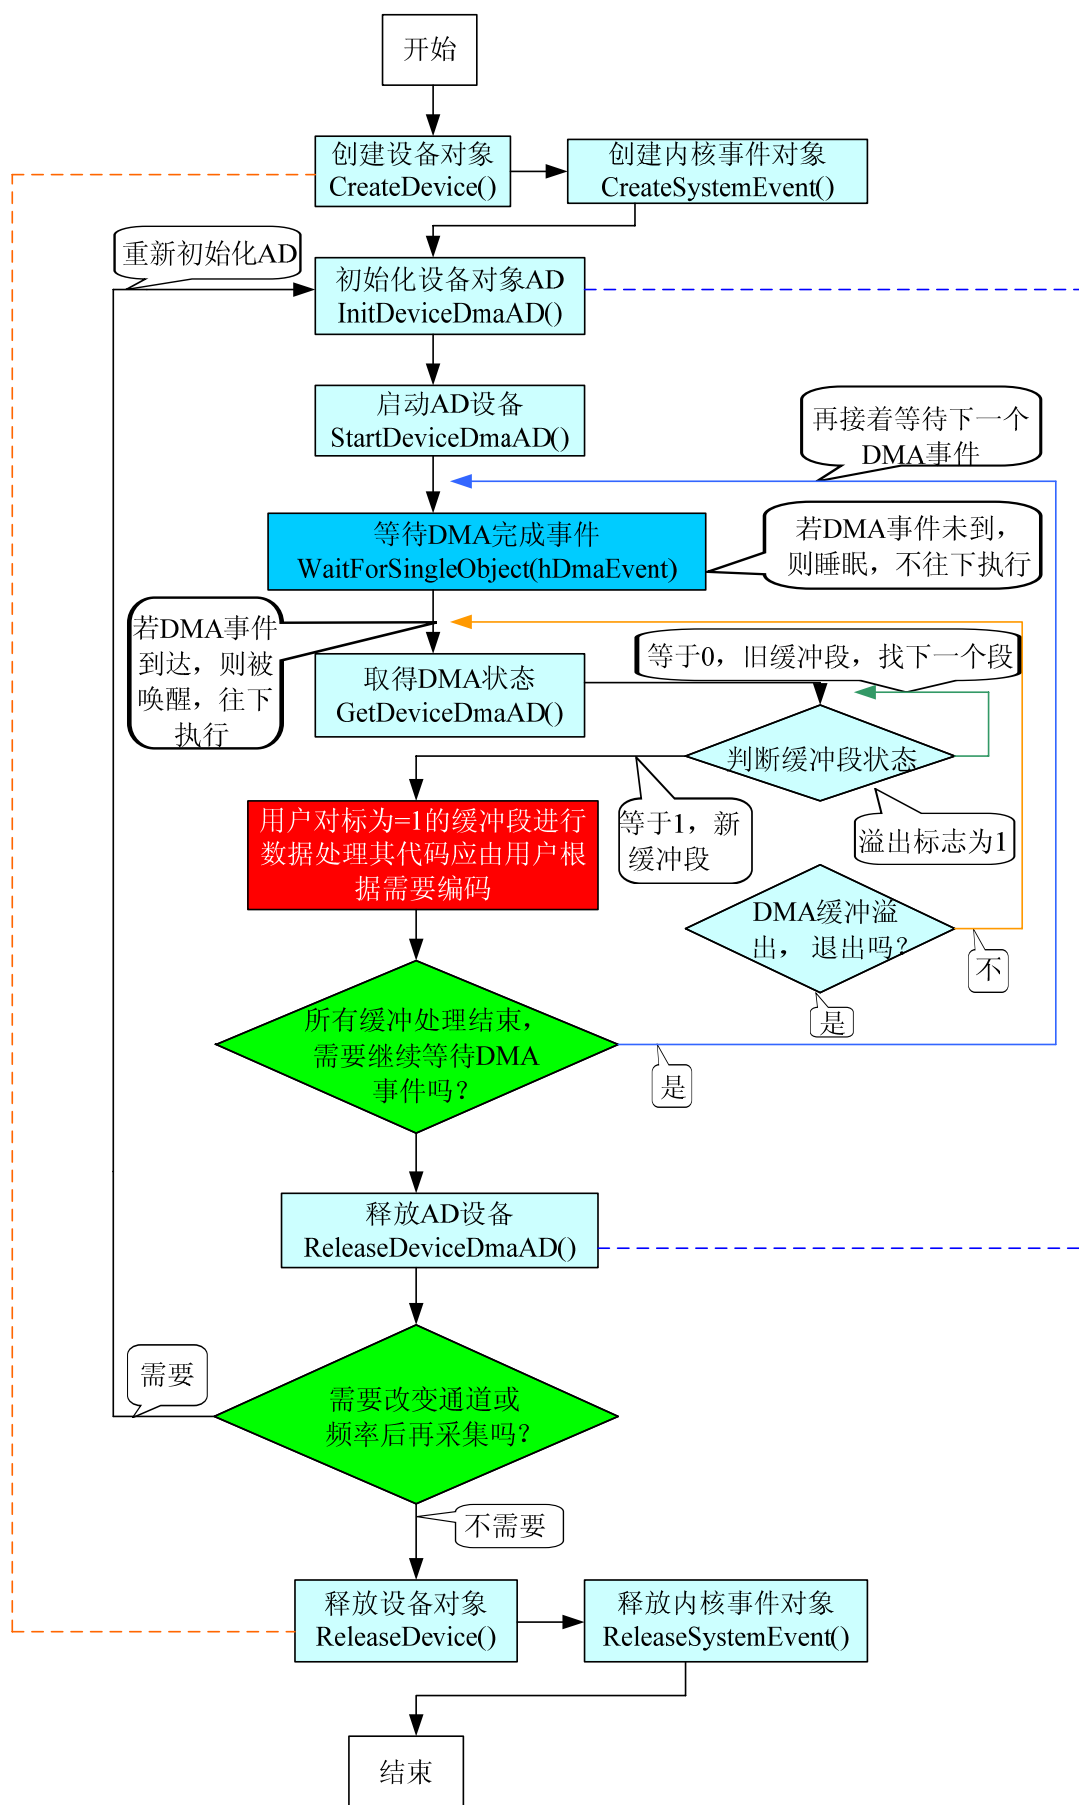 开始
创建设备对象
CreateDevice()
创建内核事件对象
CreateSystemEvent()
重新初始化AD
初始化设备对象AD
InitDeviceDmaAD()
启动AD设备
StartDeviceDmaAD()
再接着等待下一个
DMA事件
等待DMA完成事件
WaitForSingleObject(hDmaEvent)
若DMA事件未到，
则睡眠，不往下执行
若DMA事件
到达，则被
唤醒，往下
执行
取得DMA状态
GetDeviceDmaAD()
等于0，旧缓冲段，找下一个段
判断缓冲段状态
用户对标为=1的缓冲段进行
数据处理其代码应由用户根
据需要编码
等于1，新
缓冲段
溢出标志为1
DMA缓冲溢
出， 退出吗？
不
是
所有缓冲处理结束，
需要继续等待DMA
事件吗？
是
释放AD设备
ReleaseDeviceDmaAD()
需要
需要改变通道或
频率后再采集吗？
不需要
释放设备对象
ReleaseDevice()
释放内核事件对象
ReleaseSystemEvent()
结束